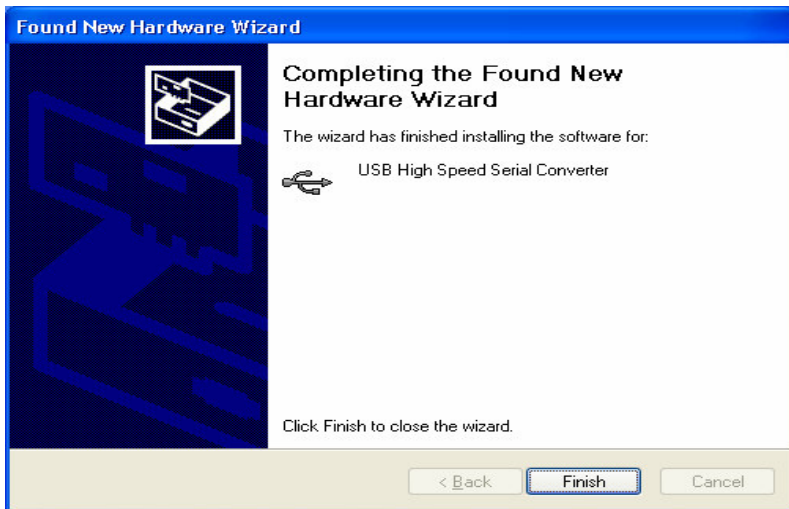 Found New Hardware Wizard
Completing the Found New
Hardware Wizard
The wizard has finished installing the software for:
USB High Speed Serial Converter
Click Finish to close the wizard.
< Back Finish Cancel